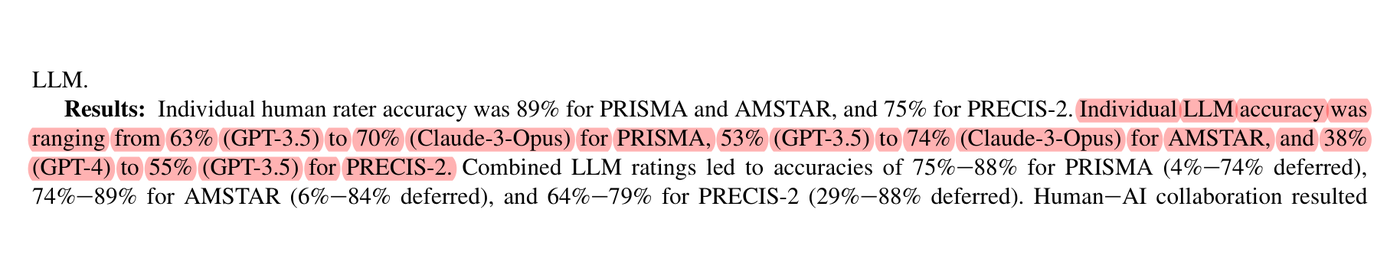 LLM.
Results: Individual human rater accuracy was 89% for PRISMA and AMSTAR, and 75% for PRECIS-2. Individual LLM accuracy was
ranging from 63% (GPT-3.5) to 70% (Claude-3-Opus) for PRISMA, 53% (GPT-3.5) to 74% (Claude-3-Opus) for AMSTAR, and 38%
(GPT-4) to 55% (GPT-3.5) for PRECIS-2. Combined LLM ratings led to accuracies of 75%–88% for PRISMA (4%–74% deferred),
74%–89% for AMSTAR (6%–84% deferred), and 64%–79% for PRECIS-2 (29%–88% deferred). Human–AI collaboration resulted